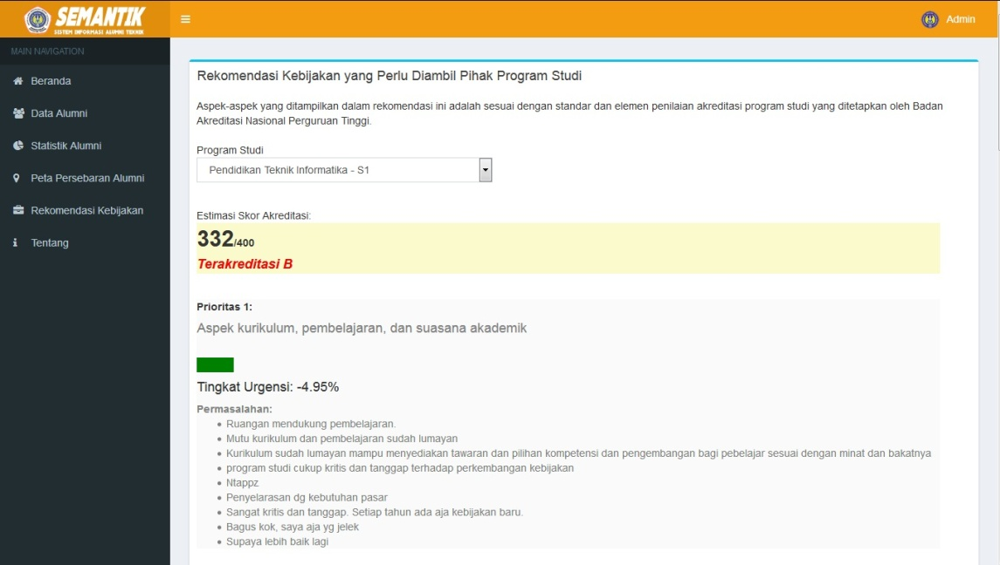 SEMANTIK
SISTEM INFORMASI ALUMNI TEKNIK
Admin
MAIN NAVIGATION
Beranda
Data Alumni
Statistik Alumni
Peta Persebaran Alumni
Rekomendasi Kebijakan
Tentang
Rekomendasi Kebijakan yang Perlu Diambil Pihak Program Studi
Aspek-aspek yang ditampilkan dalam rekomendasi ini adalah sesuai dengan standar dan elemen penilaian akreditasi program studi yang ditetapkan oleh Badan
Akreditasi Nasional Perguruan Tinggi.
Program Studi
Pendidikan Teknik Informatika - S1
Estimasi Skor Akreditasi:
332/400
Terakreditasi B
Prioritas 1:
Aspek kurikulum, pembelajaran, dan suasana akademik
Tingkat Urgensi: -4.95%
Permasalahan:
Ruangan mendukung pembelajaran.
Mutu kurikulum dan pembelajaran sudah lumayan
Kurikulum sudah lumayan mampu menyediakan tawaran dan pilihan kompetensi dan pengembangan bagi pebelajar sesuai dengan minat dan bakatnya
program studi cukup kritis dan tanggap terhadap perkembangan kebijakan
Ntappz
Penyelarasan dg kebutuhan pasar
Sangat kritis dan tanggap. Setiap tahun ada aja kebijakan baru.
Bagus kok, saya aja yg jelek
Supaya lebih baik lagi